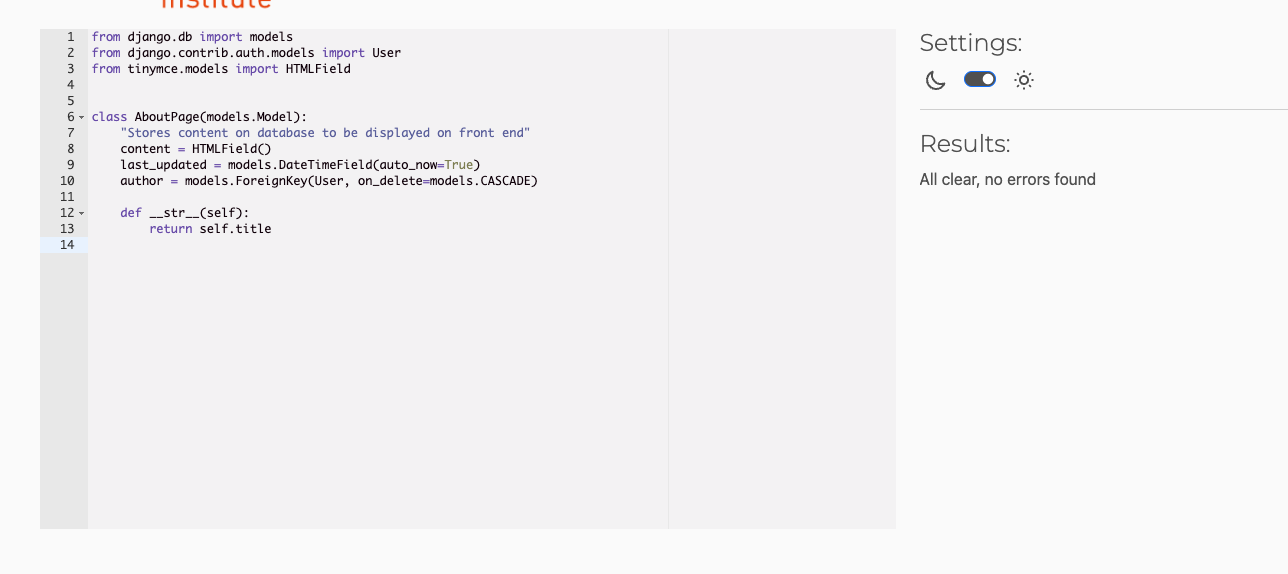 institute
1 from django.db import models
2 from django.contrib.auth.models import User
3 from tinymce.models import HTMLField
4
5
6 class AboutPage(models.Model):
7     "Stores content on database to be displayed on front end"
8     content = HTMLField()
9     last_updated = models.DateTimeField(auto_now=True)
10     author = models.ForeignKey(User, on_delete=models.CASCADE)
11
12     def __str__(self):
13         return self.title
14
Settings:
Results:
All clear, no errors found